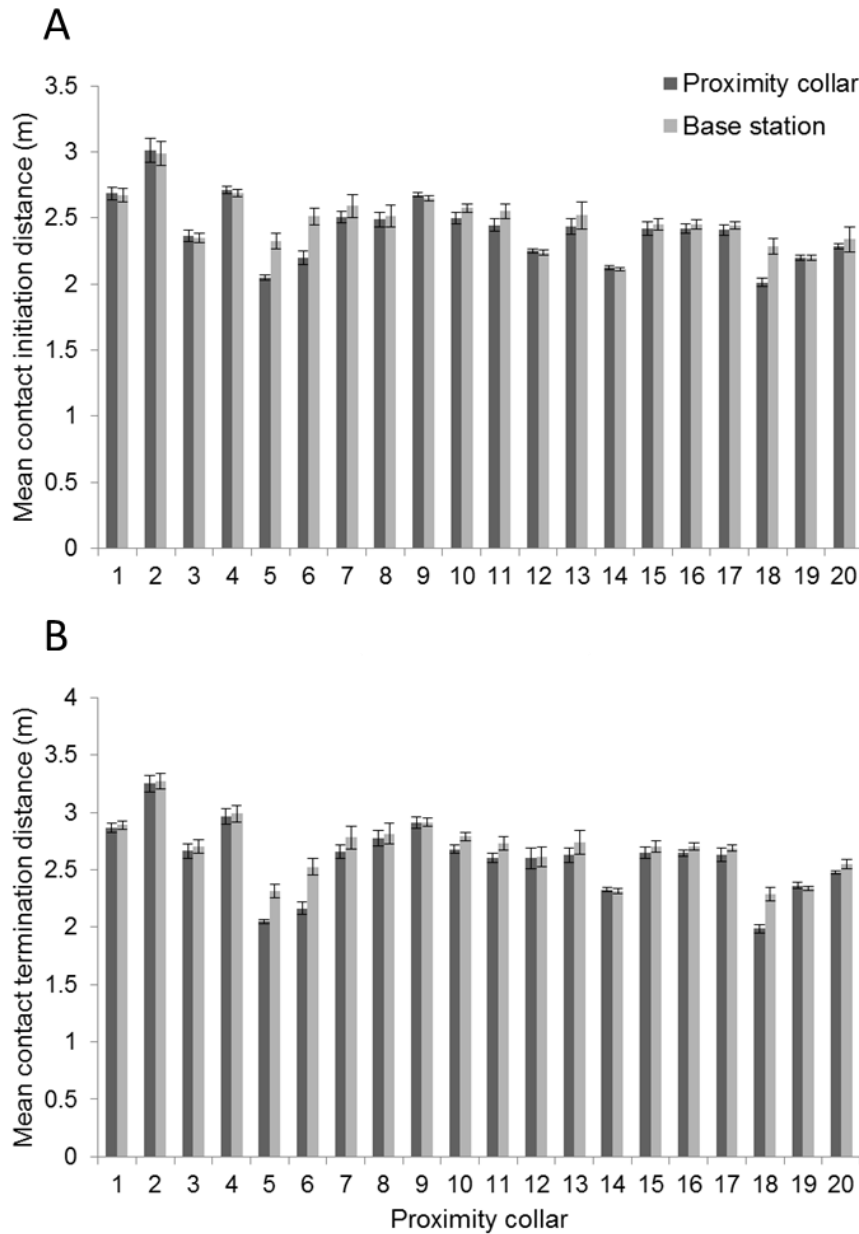 A
Proximity collar
Base station
Mean contact initiation distance (m)
3.5
3
2.5
2
1.5
1
0.5
0
1 2 3 4 5 6 7 8 9 10 11 12 13 14 15 16 17 18 19 20
B
Mean contact termination distance (m)
4
3.5
3
2.5
2
1.5
1
0.5
0
1 2 3 4 5 6 7 8 9 10 11 12 13 14 15 16 17 18 19 20
Proximity collar